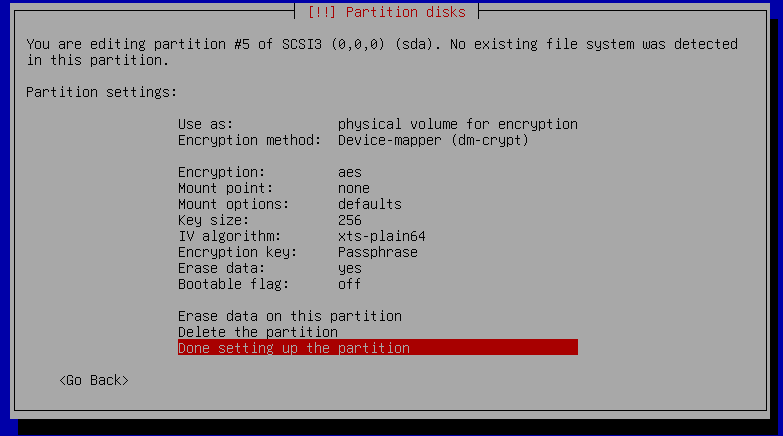 [!!] Partition disks
You are editing partition #5 of SCSI3 (0,0,0) (sda). No existing file system was detected
in this partition.
Partition settings:
Use as: physical volume for encryption
Encryption method: Device-mapper (dm-crypt)
Encryption: aes
Mount point: none
Mount options: defaults
Key size: 256
IV algorithm: xts-plain64
Encryption key: Passphrase
Erase data: yes
Bootable flag: off
Erase data on this partition
Delete the partition
Done setting up the partition
<Go Back>